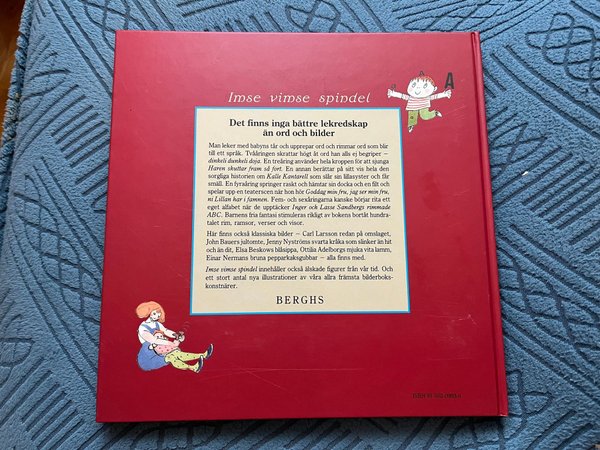 A
Imse vimse spindel
Det finns inga bättre lekredskap
än ord och bilder
Man leker med babyns tår och upprepar ord och rimmar ord som blir
till ett språk. Tvååringen skrattar högt åt ord han alls ej begriper –
dinkeli dunkeli doja. En treåring använder hela kroppen för att sjunga
Haren skuttar fram så fort. En annan berättar på sitt vis hela den
sorgliga historien om Kalle Kantarell som slår sin lillasyster och får
smäll. En fyraåring springer raskt och hämtar sin docka och en filt och
spelar upp en teaterscen när hon hör Goddag min fru, jag ser min fru,
ni Lillan har i famnen. Fem- och sexåringarna kanske börjar rita ett
eget alfabet när de upptäcker Inger och Lasse Sandbergs rimmade
ABC. Barnens fria fantasi stimuleras rikligt av bokens bortåt hundra-
talet rim, ramsor, verser och visor.
Här finns också klassiska bilder – Carl Larsson redan på omslaget,
John Bauers jultomte, Jenny Nyströms svarta kråka som slinker än hit
och än dit, Elsa Beskows blåsippa, Ottilia Adelborgs mjuka vita lamm,
Einar Nermans bruna pepparkaksgubbar – alla finns med.
Imse vimse spindel innehåller också älskade figurer från vår tid. Och
ett stort antal nya illustrationer av våra allra främsta bilderboks-
konstnärer.
BERGHS
ISBN